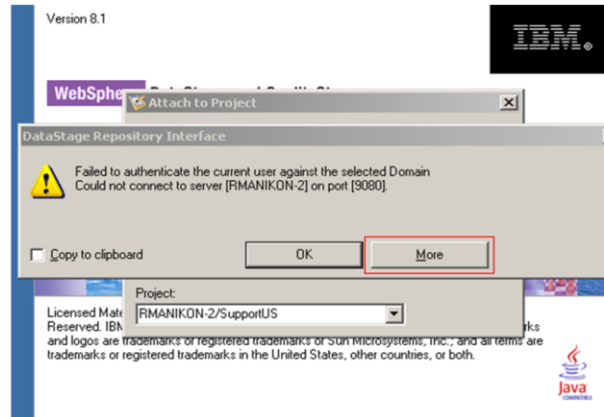 Version 8.1
IBM®
WebSphe
Attach to Project
DataStage Repository Interface
Failed to authenticate the current user against the selected Domain
Could not connect to server [RMANIKON-2] on port [9080].
Copy to clipboard
OK
More
Project:
RMANIKON-2/SupportUS
Licensed Mate
Reserved. IBM
rks
and logos are trademarks or registered trademarks of Sun Microsystems, Inc., and all terms are
trademarks or registered trademarks in the United States, other countries, or both.
Java
COMPATIBLE